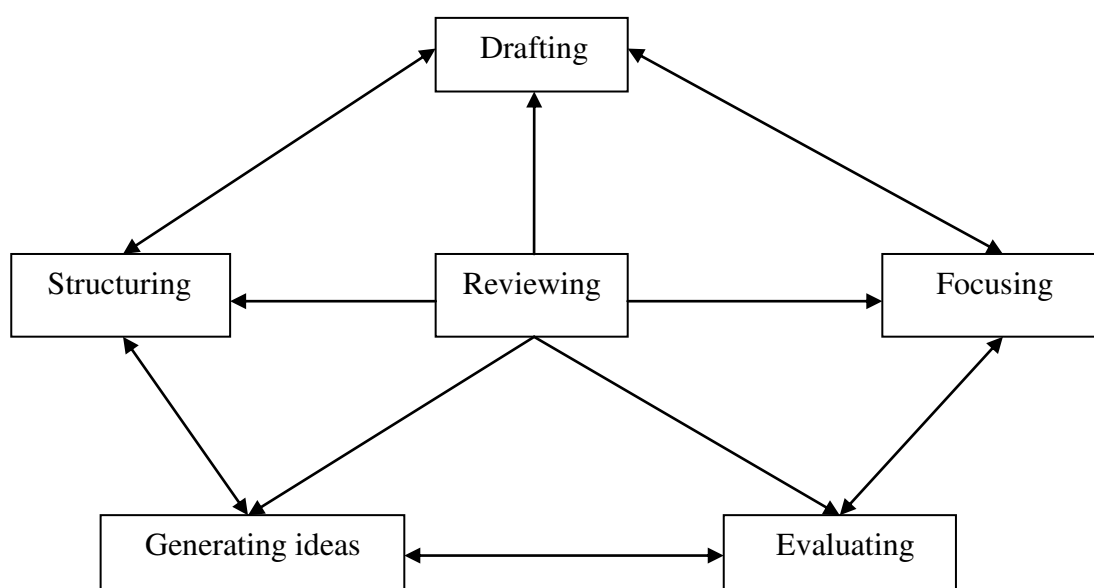 Drafting
Structuring
Reviewing
Focusing
Generating ideas
Evaluating